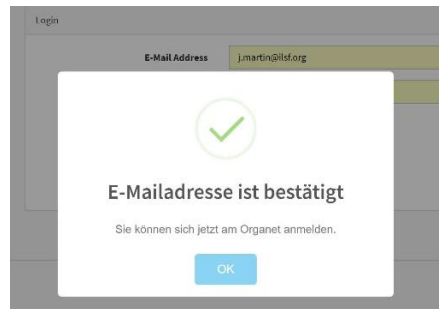 Login
E-Mail Address
j.martin@ilsf.org
E-Mailadresse ist bestätigt
Sie können sich jetzt am Organet anmelden.
OK